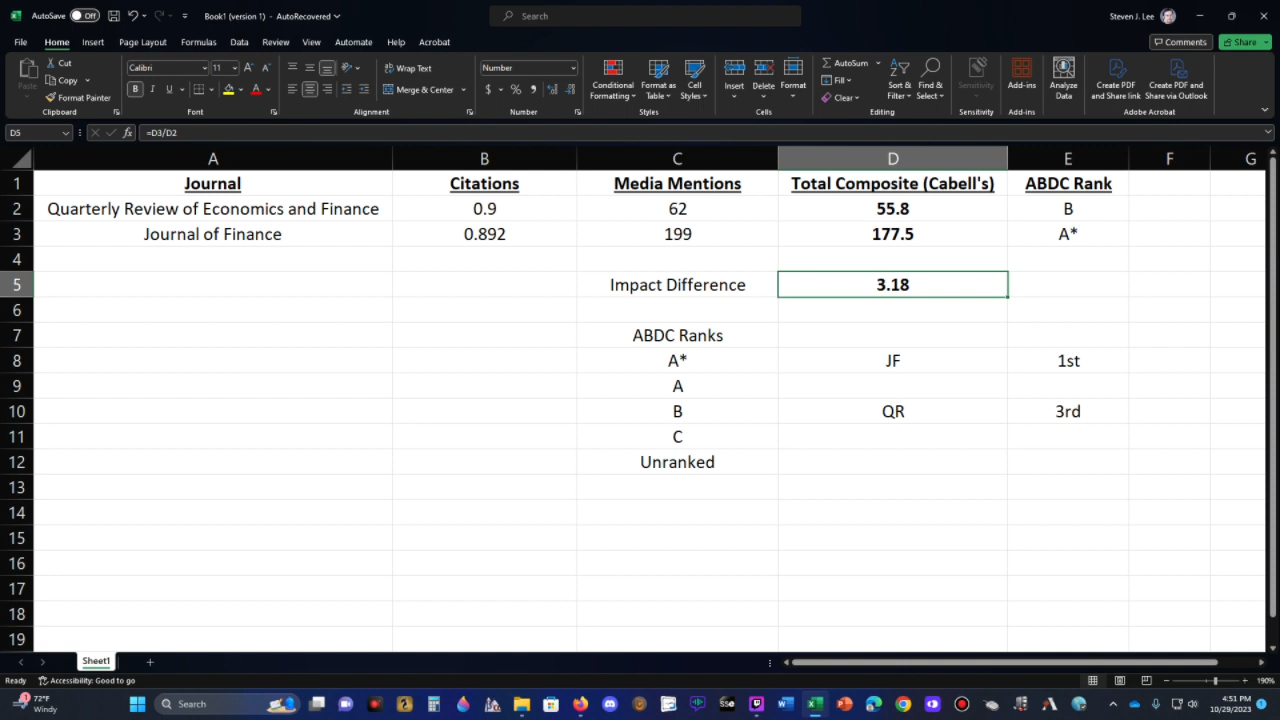 AutoSave Off Book1 (version 1) - AutoRecovered Search Steven J. Lee
File Home Insert Page Layout Formulas Data Review View Automate Help Acrobat Comments Share
Cut Calibri 11 Wrap Text Number AutoSum
Paste Copy Fill
Format Painter B I U Merge & Center $ % Conditional Formatting Format as Table Cell Styles Insert Delete Format Clear Sort & Filter Find & Select Sensitivity Add-ins Analyze Data Create PDF and Share link Create PDF and Share via Outlook
Clipboard Font Alignment Number Styles Cells Editing Sensitivity Add-ins Adobe Acrobat
D5 fx =D3/D2
A B C D E F G
1 Journal Citations Media Mentions Total Composite (Cabell's) ABDC Rank
2 Quarterly Review of Economics and Finance 0.9 62 55.8 B
3 Journal of Finance 0.892 199 177.5 A*
4
5 Impact Difference 3.18
6
7 ABDC Ranks
8 A* JF 1st
9 A
10 B QR 3rd
11 C
12 Unranked
13
14
15
16
17
18
19
Sheet1
Ready Accessibility: Good to go 190%
72°F Search 4:51 PM
Windy 10/29/2023